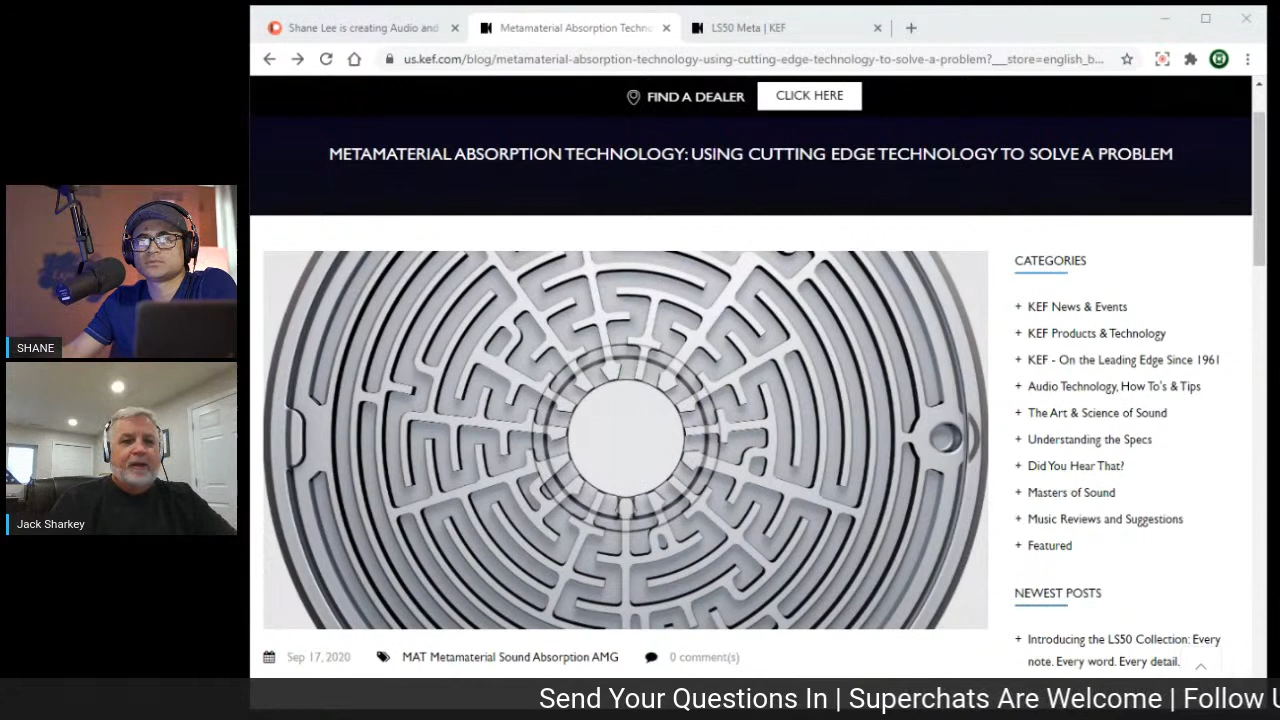 Shane Lee is creating Audio and
Metamaterial Absorption Techno
LS50 Meta | KEF
us.kef.com/blog/metamaterial-absorption-technology-using-cutting-edge-technology-to-solve-a-problem?___store=english_b...
FIND A DEALER
CLICK HERE
METAMATERIAL ABSORPTION TECHNOLOGY: USING CUTTING EDGE TECHNOLOGY TO SOLVE A PROBLEM
SHANE
Jack Sharkey
CATEGORIES
+ KEF News & Events
+ KEF Products & Technology
+ KEF - On the Leading Edge Since 1961
+ Audio Technology, How To's & Tips
+ The Art & Science of Sound
+ Understanding the Specs
+ Did You Hear That?
+ Masters of Sound
+ Music Reviews and Suggestions
+ Featured
NEWEST POSTS
+ Introducing the LS50 Collection: Every
note. Every word. Every detail.
Sep 17, 2020
MAT Metamaterial Sound Absorption AMG
0 comment(s)
Send Your Questions In | Superchats Are Welcome | Follow U